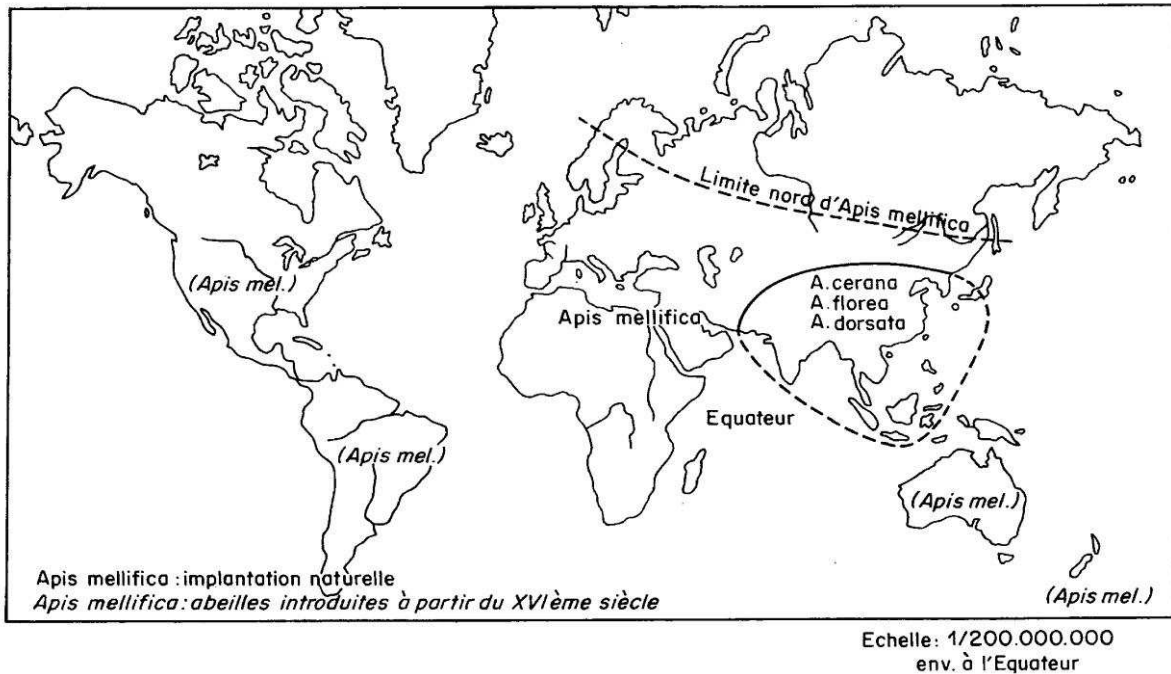 Limite nord d'Apis mellifica
(Apis mel.)
A. cerana
A. florea
A. dorsata
Apis mellifica
Equateur
(Apis mel.)
(Apis mel.)
Apis mellifica : implantation naturelle
Apis mellifica : abeilles introduites à partir du XVIème siècle
(Apis mel.)
Echelle: 1/200.000.000
env. à l'Equateur